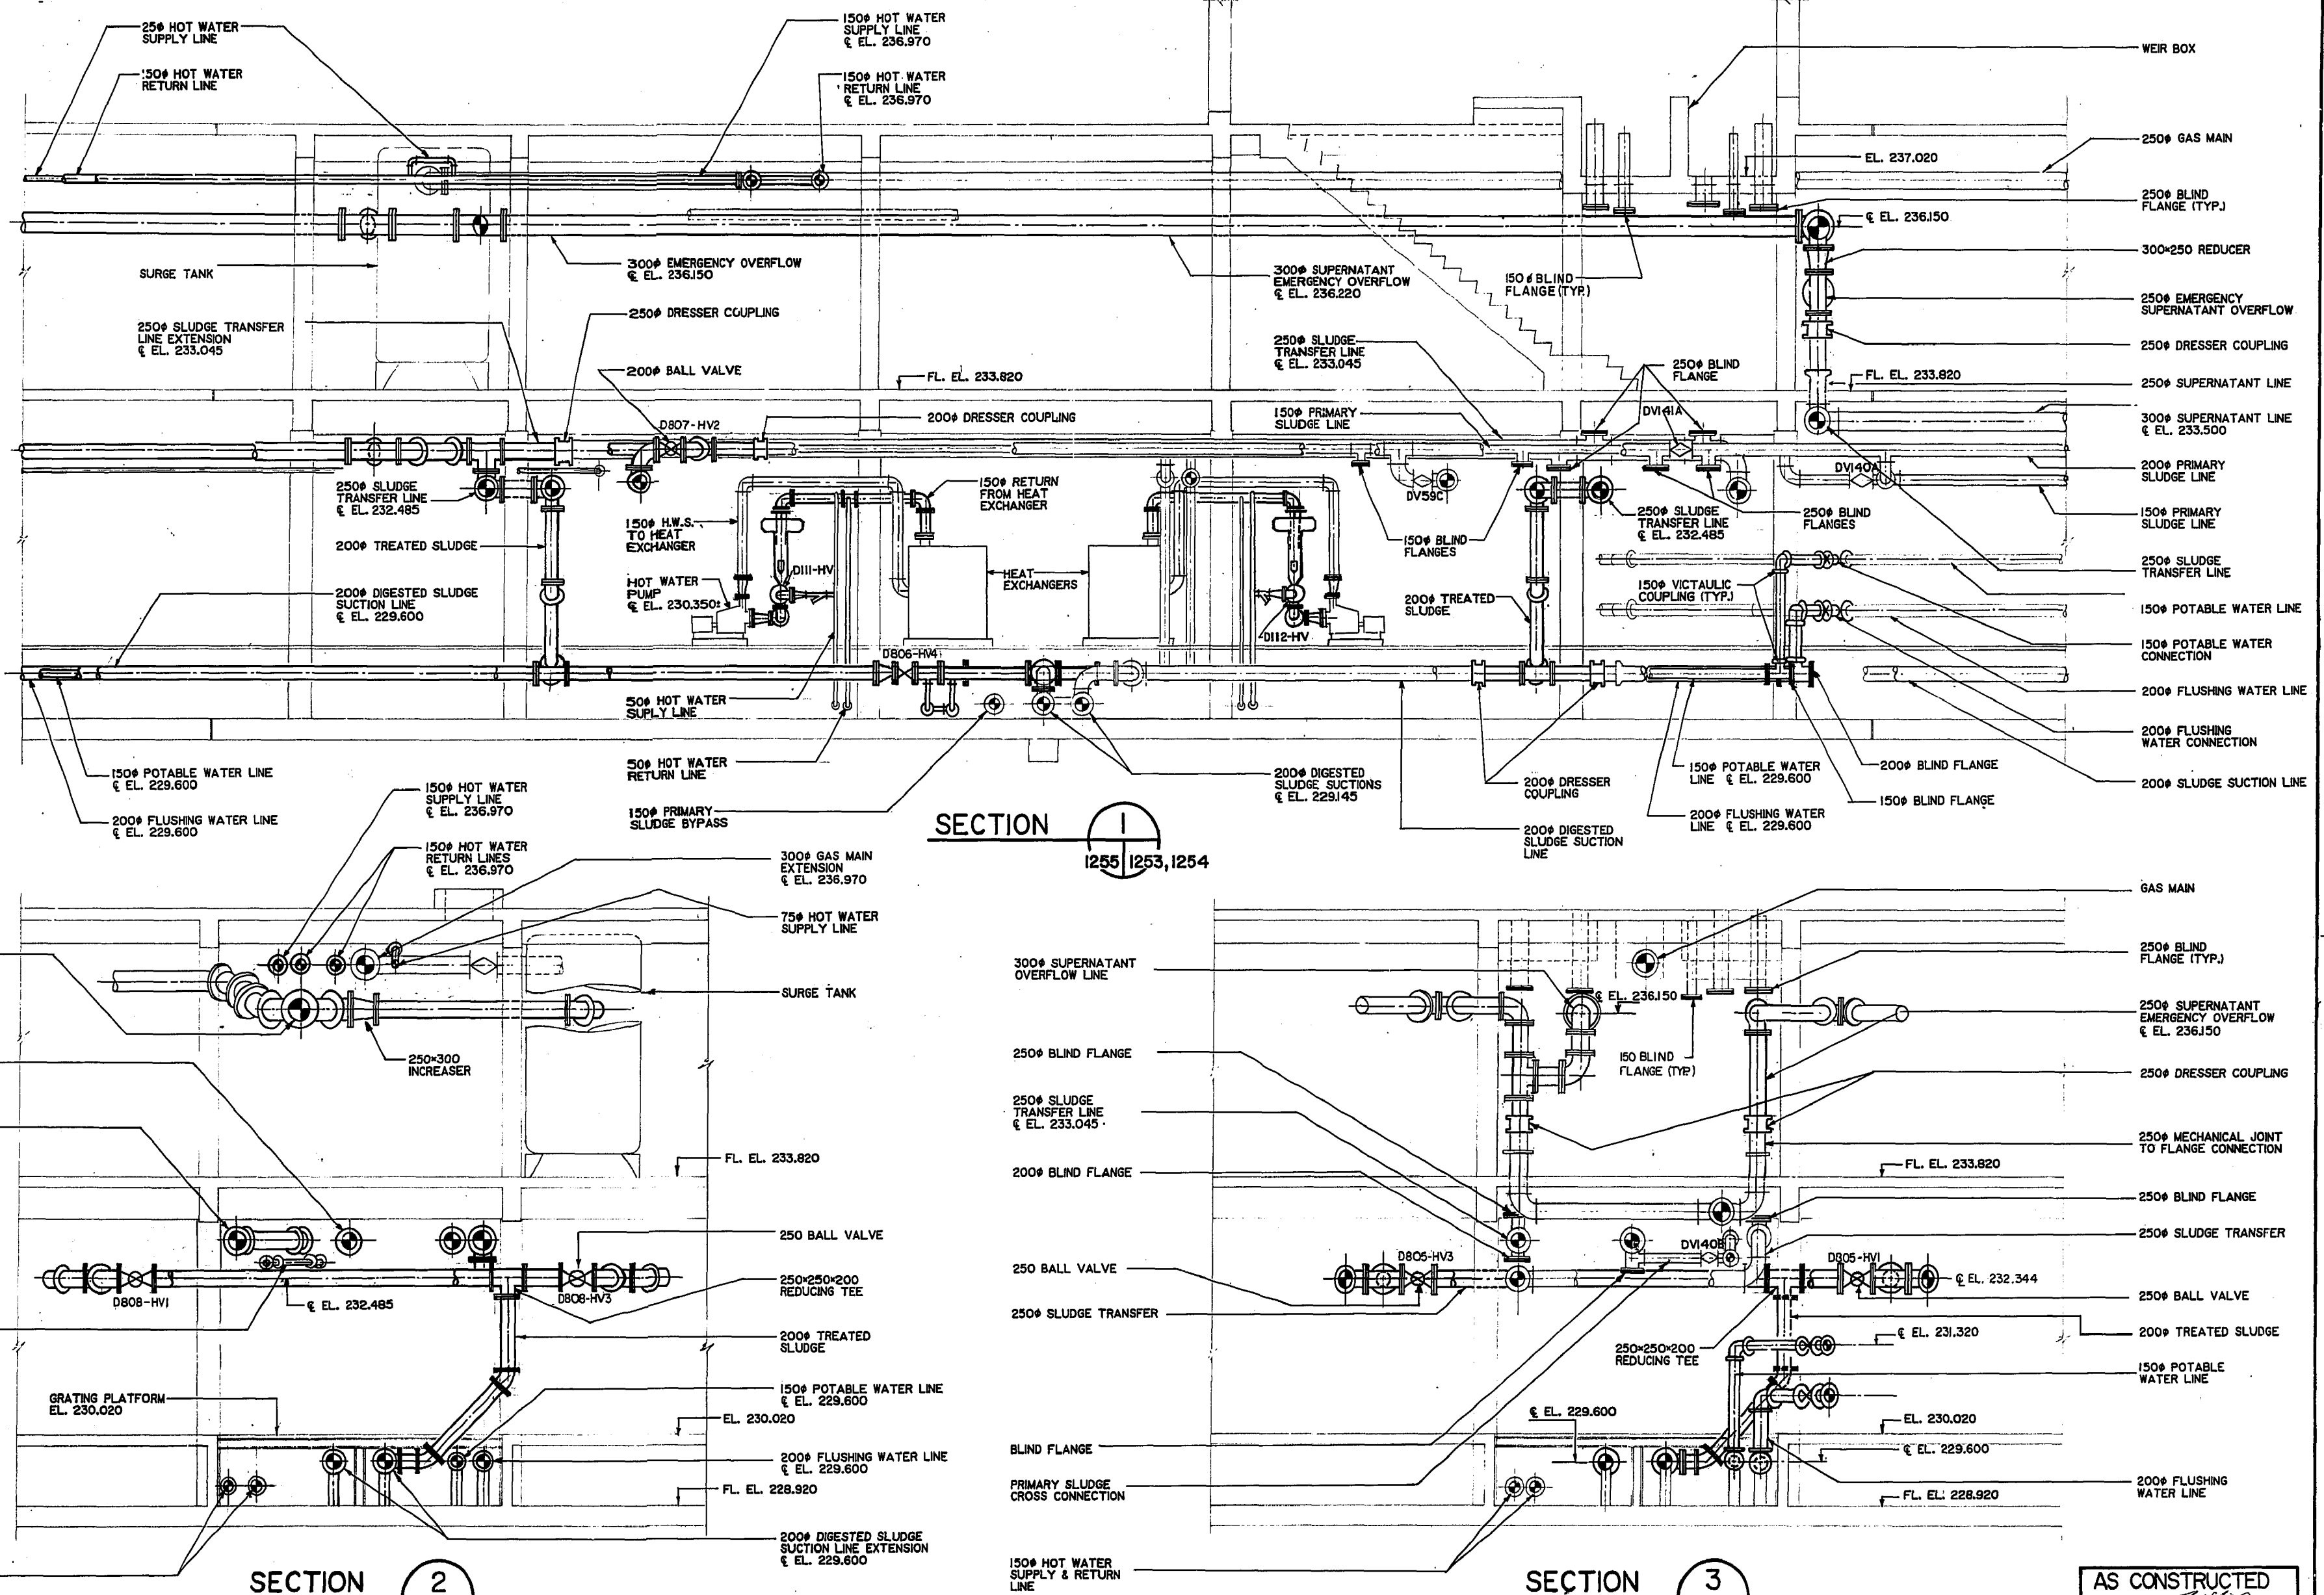 25ϕ HOT WATER
SUPPLY LINE
150ϕ HOT WATER
RETURN LINE
150ϕ HOT WATER
SUPPLY LINE
℄ EL. 236.970
150ϕ HOT WATER
RETURN LINE
℄ EL. 236.970
WEIR BOX
250ϕ GAS MAIN
EL. 237.020
250ϕ BLIND
FLANGE (TYP.)
℄ EL. 236.150
300×250 REDUCER
SURGE TANK
300ϕ EMERGENCY OVERFLOW
℄ EL. 236.150
300ϕ SUPERNATANT
EMERGENCY OVERFLOW
℄ EL. 236.220
150ϕ BLIND
FLANGE (TYP.)
250ϕ EMERGENCY
SUPERNATANT OVERFLOW
250ϕ SLUDGE TRANSFER
LINE EXTENSION
℄ EL. 233.045
250ϕ DRESSER COUPLING
250ϕ SLUDGE
TRANSFER LINE
℄ EL. 233.045
250ϕ DRESSER COUPLING
200ϕ BALL VALVE
FL. EL. 233.820
250ϕ BLIND
FLANGE
FL. EL. 233.820
250ϕ SUPERNATANT LINE
D807-HV2
200ϕ DRESSER COUPLING
150ϕ PRIMARY
SLUDGE LINE
DV141A
300ϕ SUPERNATANT LINE
℄ EL. 233.500
250ϕ SLUDGE
TRANSFER LINE
℄ EL. 232.485
150ϕ RETURN
FROM HEAT
EXCHANGER
DV59C
DV140A
200ϕ PRIMARY
SLUDGE LINE
150ϕ H.W.S.
TO HEAT
EXCHANGER
250ϕ SLUDGE
TRANSFER LINE
℄ EL. 232.485
250ϕ BLIND
FLANGES
150ϕ PRIMARY
SLUDGE LINE
200ϕ TREATED SLUDGE
150ϕ BLIND
FLANGES
D111-HV
HEAT
EXCHANGERS
250ϕ SLUDGE
TRANSFER LINE
200ϕ DIGESTED SLUDGE
SUCTION LINE
℄ EL. 229.600
HOT WATER
PUMP
℄ EL. 230.350±
200ϕ TREATED
SLUDGE
150ϕ VICTAULIC
COUPLING (TYP.)
150ϕ POTABLE WATER LINE
D112-HV
150ϕ POTABLE WATER
CONNECTION
D806-HV4
200ϕ FLUSHING WATER LINE
50ϕ HOT WATER
SUPLY LINE
200ϕ FLUSHING
WATER CONNECTION
150ϕ POTABLE WATER LINE
℄ EL. 229.600
50ϕ HOT WATER
RETURN LINE
200ϕ DIGESTED
SLUDGE SUCTIONS
℄ EL. 229.145
200ϕ DRESSER
COUPLING
150ϕ POTABLE WATER
LINE ℄ EL. 229.600
200ϕ BLIND FLANGE
200ϕ SLUDGE SUCTION LINE
200ϕ FLUSHING WATER LINE
℄ EL. 229.600
150ϕ PRIMARY
SLUDGE BYPASS
200ϕ DIGESTED
SLUDGE SUCTION
LINE
200ϕ FLUSHING WATER
LINE ℄ EL. 229.600
150ϕ BLIND FLANGE
SECTION 1
1255 1253, 1254
150ϕ HOT WATER
SUPPLY LINE
℄ EL. 236.970
150ϕ HOT WATER
RETURN LINES
℄ EL. 236.970
300ϕ GAS MAIN
EXTENSION
℄ EL. 236.970
75ϕ HOT WATER
SUPPLY LINE
SURGE TANK
250×300
INCREASER
FL. EL. 233.820
250 BALL VALVE
D808-HV1
℄ EL. 232.485
D808-HV3
250×250×200
REDUCING TEE
200ϕ TREATED
SLUDGE
GRATING PLATFORM
EL. 230.020
150ϕ POTABLE WATER LINE
℄ EL. 229.600
EL. 230.020
200ϕ FLUSHING WATER LINE
℄ EL. 229.600
FL. EL. 228.920
200ϕ DIGESTED SLUDGE
SUCTION LINE EXTENSION
℄ EL. 229.600
SECTION 2
GAS MAIN
300ϕ SUPERNATANT
OVERFLOW LINE
℄ EL. 236.150
250ϕ BLIND
FLANGE (TYP.)
250ϕ SUPERNATANT
EMERGENCY OVERFLOW
℄ EL. 236.150
250ϕ BLIND FLANGE
150 BLIND
FLANGE (TYP.)
250ϕ DRESSER COUPLING
250ϕ SLUDGE
TRANSFER LINE
℄ EL. 233.045
250ϕ MECHANICAL JOINT
TO FLANGE CONNECTION
200ϕ BLIND FLANGE
FL. EL. 233.820
250ϕ BLIND FLANGE
250ϕ SLUDGE TRANSFER
DV140B
250 BALL VALVE
D805-HV3
D805-HV1
℄ EL. 232.344
250ϕ BALL VALVE
250ϕ SLUDGE TRANSFER
250×250×200
REDUCING TEE
℄ EL. 231.320
200ϕ TREATED SLUDGE
150ϕ POTABLE
WATER LINE
℄ EL. 229.600
EL. 230.020
BLIND FLANGE
℄ EL. 229.600
PRIMARY SLUDGE
CROSS CONNECTION
200ϕ FLUSHING
WATER LINE
FL. EL. 228.920
150ϕ HOT WATER
SUPPLY & RETURN
LINE
SECTION 3
AS CONSTRUCTED